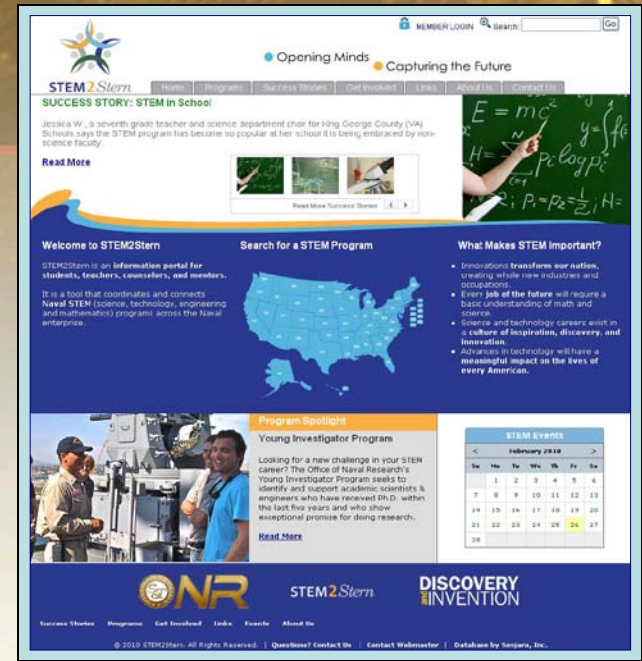 MEMBER LOGIN Search: Go
Opening Minds
Capturing the Future
STEM2Stern
Home Programs Success Stories Get Involved Links About Us Contact Us
SUCCESS STORY: STEM in School
Jessica W., a seventh grade teacher and science department chair for King George County (VA)
Schools says the STEM program has become so popular at her school it is being embraced by non-
science faculty.
Read More
Read More Success Stories < >
E = mc²
Welcome to STEM2Stern
STEM2Stern is an information portal for
students, teachers, counselors, and mentors.
It is a tool that coordinates and connects
Naval STEM (science, technology, engineering
and mathematics) programs across the Naval
enterprise.
Search for a STEM Program
What Makes STEM Important?
• Innovations transform our nation,
creating whole new industries and
occupations.
• Every job of the future will require a
basic understanding of math and
science.
• Science and technology careers exist in
a culture of inspiration, discovery, and
innovation.
• Advances in technology will have a
meaningful impact on the lives of
every American.
Program Spotlight
Young Investigator Program
Looking for a new challenge in your STEM
career? The Office of Naval Research's
Young Investigator Program seeks to
identify and support academic scientists &
engineers who have received Ph.D. within
the last five years and who show
exceptional promise for doing research.
Read More
STEM Events
< February 2010 >
Su Mo Tu We Th Fr Sa
1 2 3 4 5 6
7 8 9 10 11 12 13
14 15 16 17 18 19 20
21 22 23 24 25 26 27
28
ONR
STEM2Stern
DISCOVERY
and INVENTION
Success Stories Programs Get Involved Links Events About Us
© 2010 STEM2Stern. All Rights Reserved. | Questions? Contact Us | Contact Webmaster | Database by Sonjara, Inc.